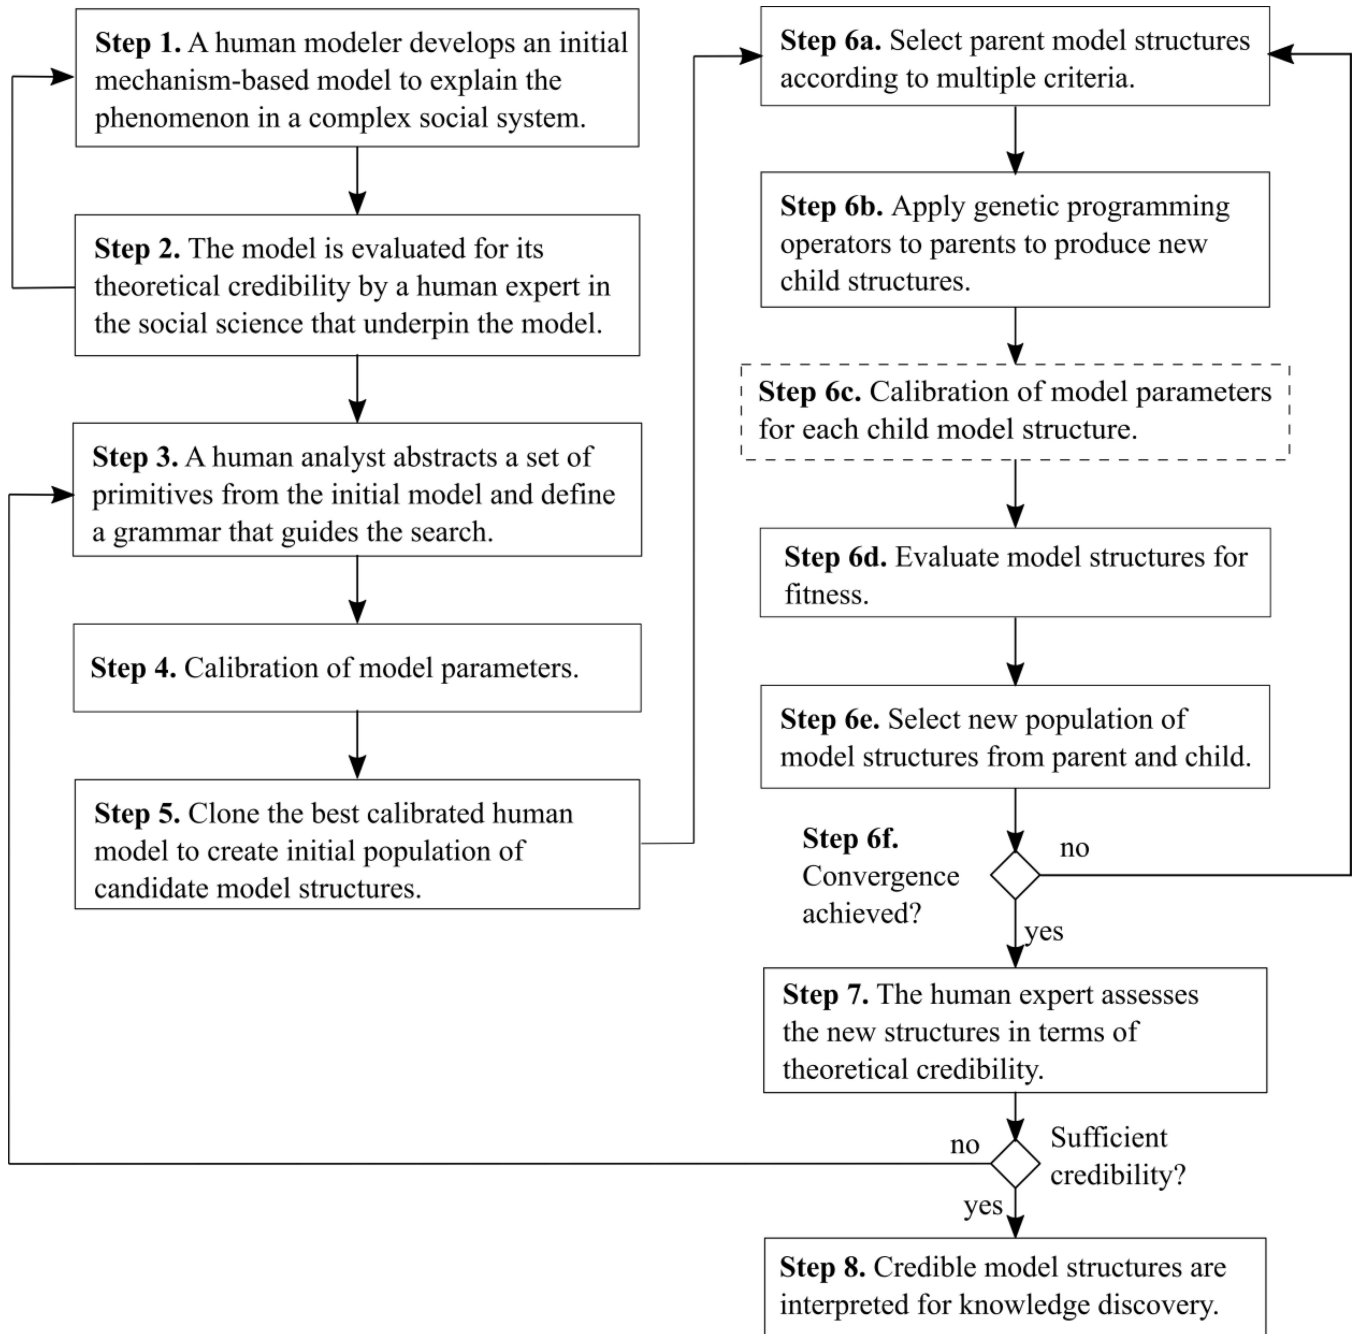 Step 1. A human modeler develops an initial
mechanism-based model to explain the
phenomenon in a complex social system.
Step 2. The model is evaluated for its
theoretical credibility by a human expert in
the social science that underpin the model.
Step 3. A human analyst abstracts a set of
primitives from the initial model and define
a grammar that guides the search.
Step 4. Calibration of model parameters.
Step 5. Clone the best calibrated human
model to create initial population of
candidate model structures.
Step 6a. Select parent model structures
according to multiple criteria.
Step 6b. Apply genetic programming
operators to parents to produce new
child structures.
Step 6c. Calibration of model parameters
for each child model structure.
Step 6d. Evaluate model structures for
fitness.
Step 6e. Select new population of
model structures from parent and child.
Step 6f.
Convergence
achieved?
no
yes
Step 7. The human expert assesses
the new structures in terms of
theoretical credibility.
Sufficient
credibility?
no
yes
Step 8. Credible model structures are
interpreted for knowledge discovery.